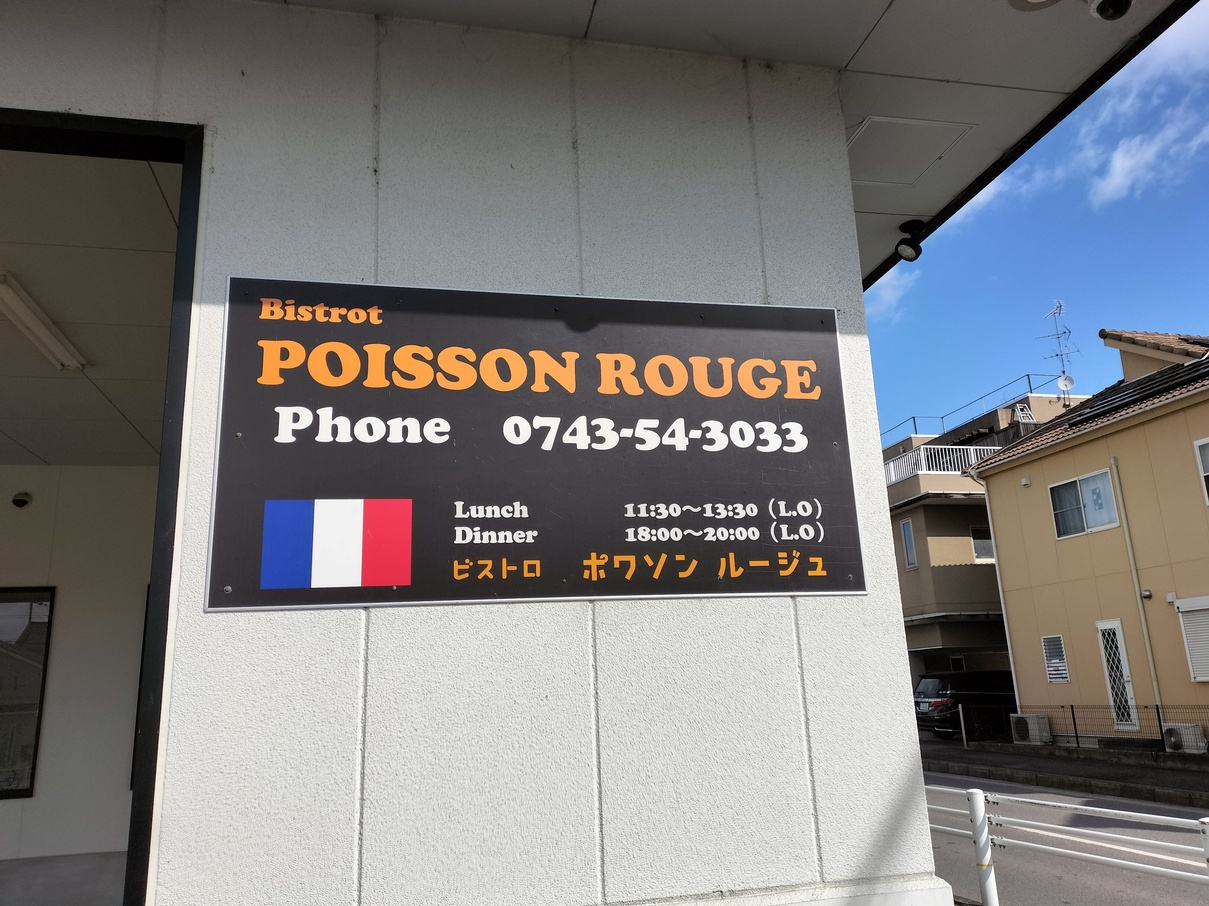 Bistrot
POISSON ROUGE
Phone 0743-54-3033
Lunch 11:30〜13:30 (L.O)
Dinner 18:00〜20:00 (L.O)
ビストロ ポワソン ルージュ